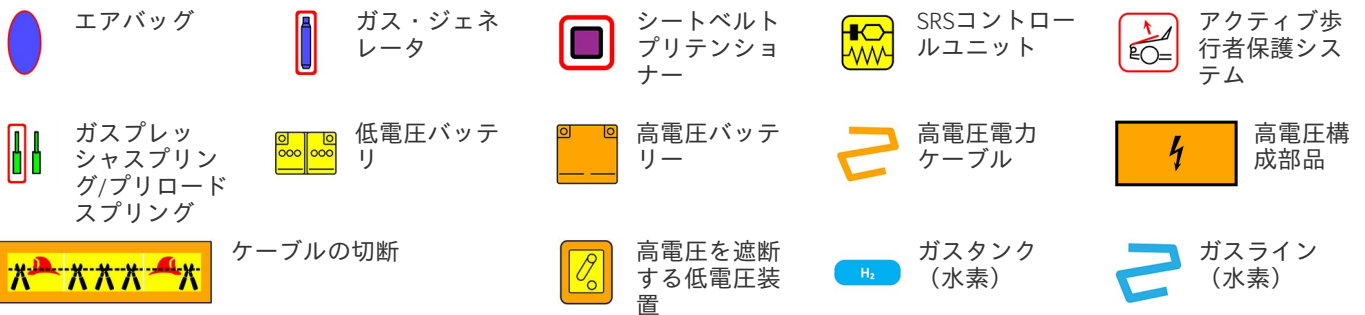 エアバッグ
ガス・ジェネ
レータ
シートベルト
プリテンショ
ナー
SRSコントロー
ルユニット
アクティブ歩
行者保護シス
テム
ガスプレッ
シャスプリン
グ/プリロード
スプリング
低電圧バッテ
リ
高電圧バッテ
リー
高電圧電力
ケーブル
高電圧構
成部品
ケーブルの切断
高電圧を遮断
する低電圧装
置
H₂
ガスタンク
（水素）
ガスライン
（水素）